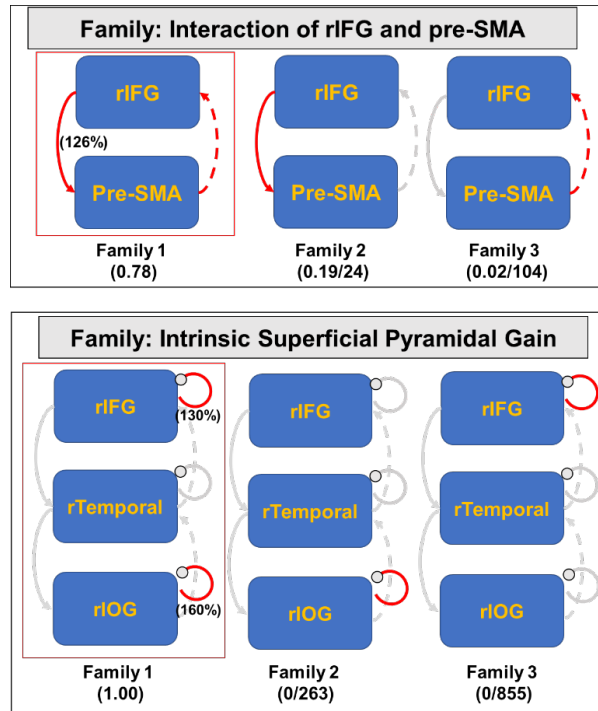 Family: Interaction of rIFG and pre-SMA
rIFG rIFG rIFG
(126%)
Pre-SMA Pre-SMA Pre-SMA
Family 1 Family 2 Family 3
(0.78) (0.19/24) (0.02/104)
Family: Intrinsic Superficial Pyramidal Gain
rIFG rIFG rIFG
(130%)
rTemporal rTemporal rTemporal
rIOG rIOG rIOG
(160%)
Family 1 Family 2 Family 3
(1.00) (0/263) (0/855)